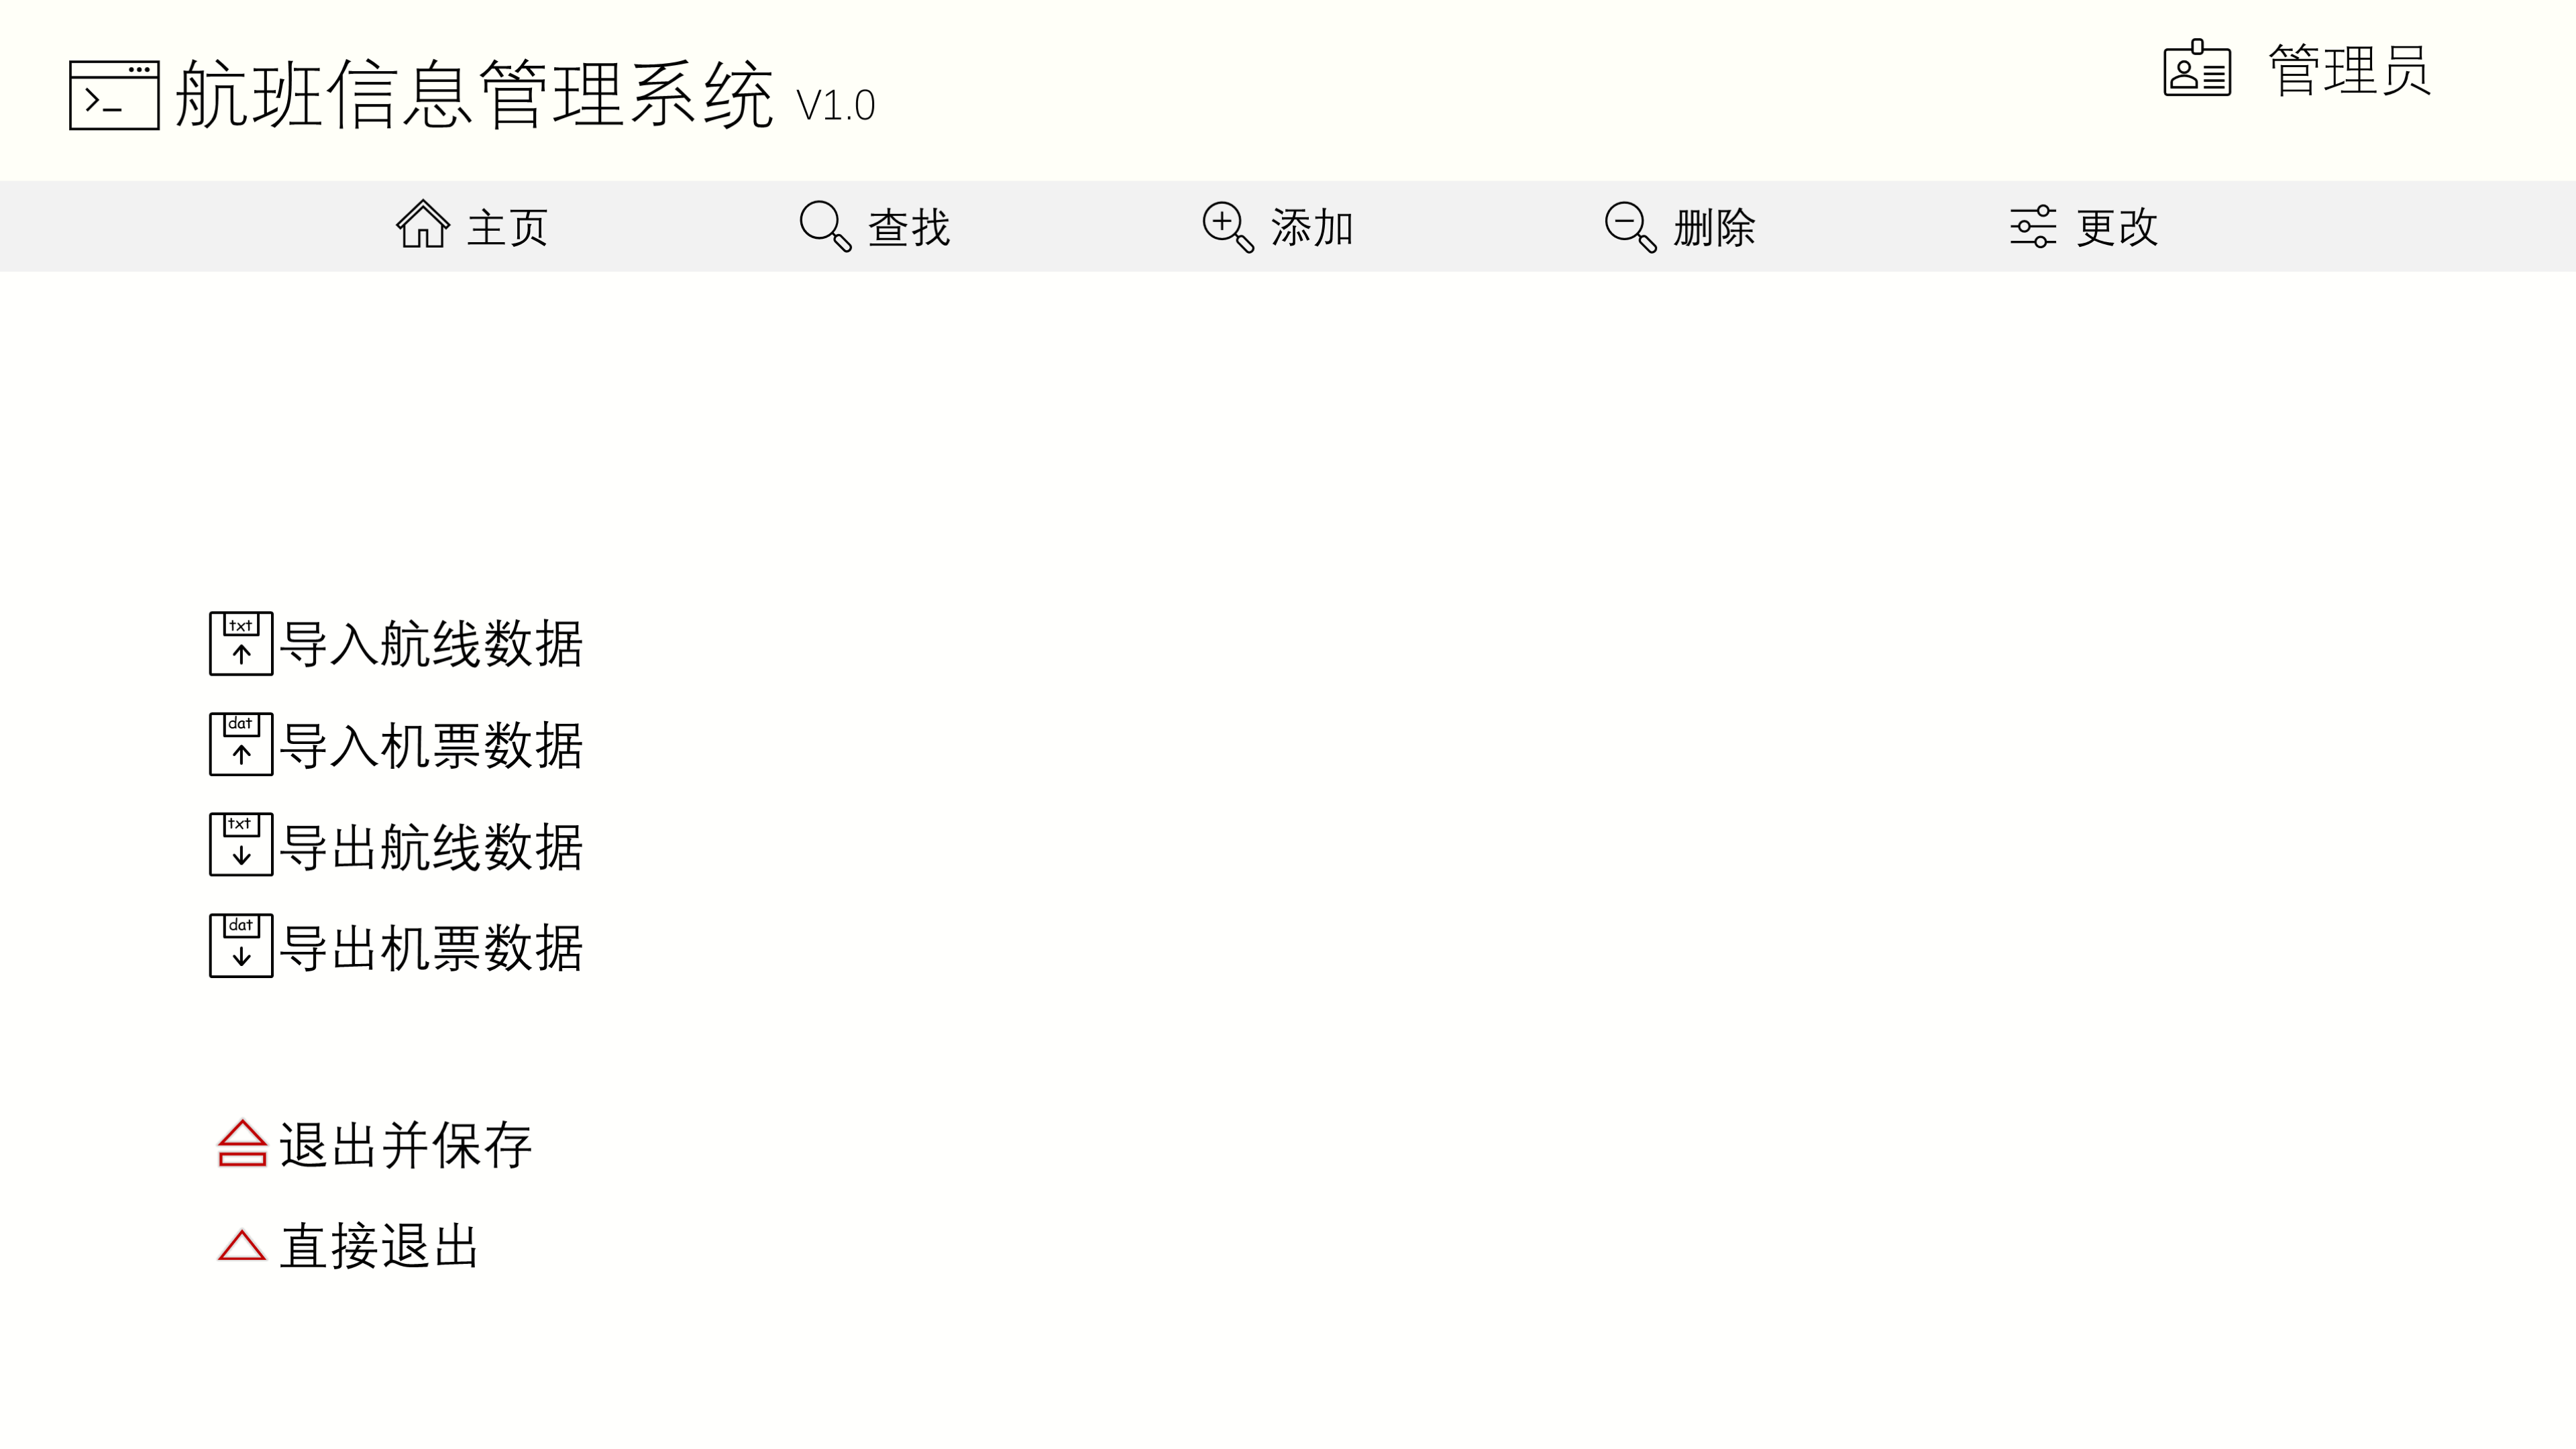 航班信息管理系统 V1.0
管理员
主页 查找 添加 删除 更改
txt 导入航线数据
dat 导入机票数据
txt 导出航线数据
dat 导出机票数据
退出并保存
直接退出